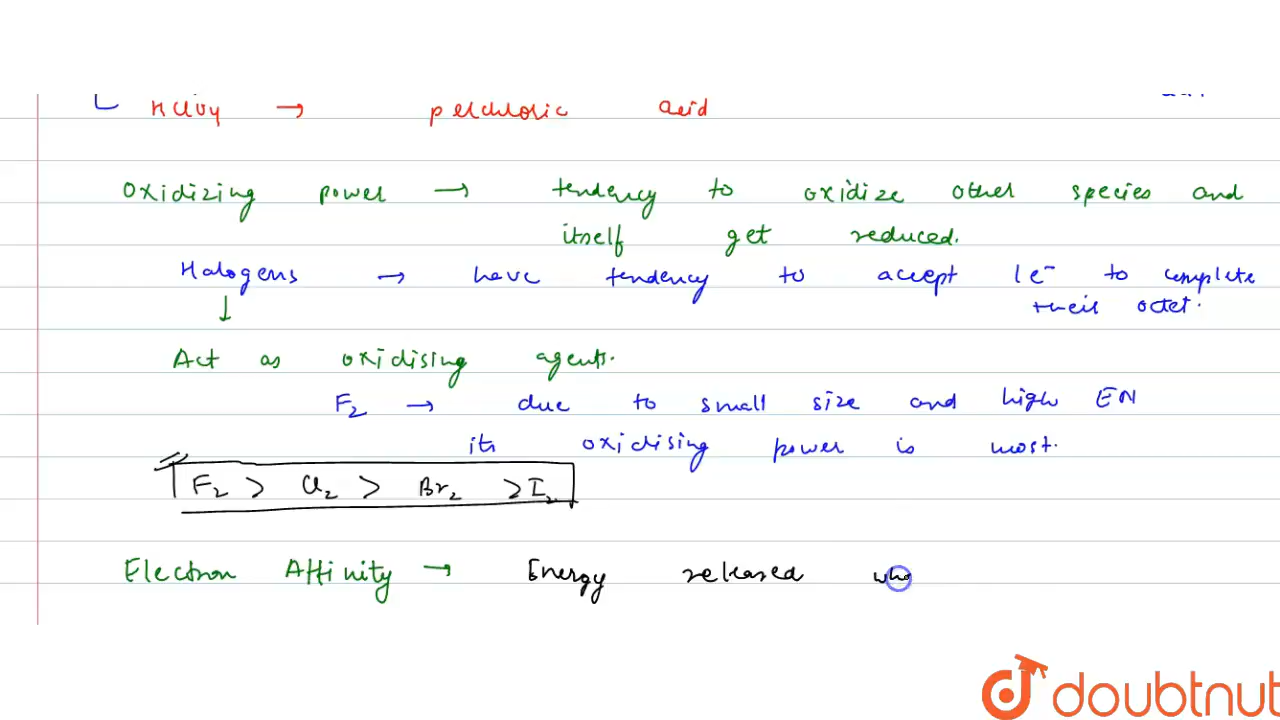 HClO4 → perchloric acid
Oxidizing power → tendency to oxidize other species and
itself get reduced.
Halogens → have tendency to accept 1e⁻ to complete
their octet.
↓
Act as oxidising agents.
F₂ → due to small size and high EN
its oxidising power is most.
F₂ > Cl₂ > Br₂ > I₂
Electron Affinity → Energy released whe
doubtnut